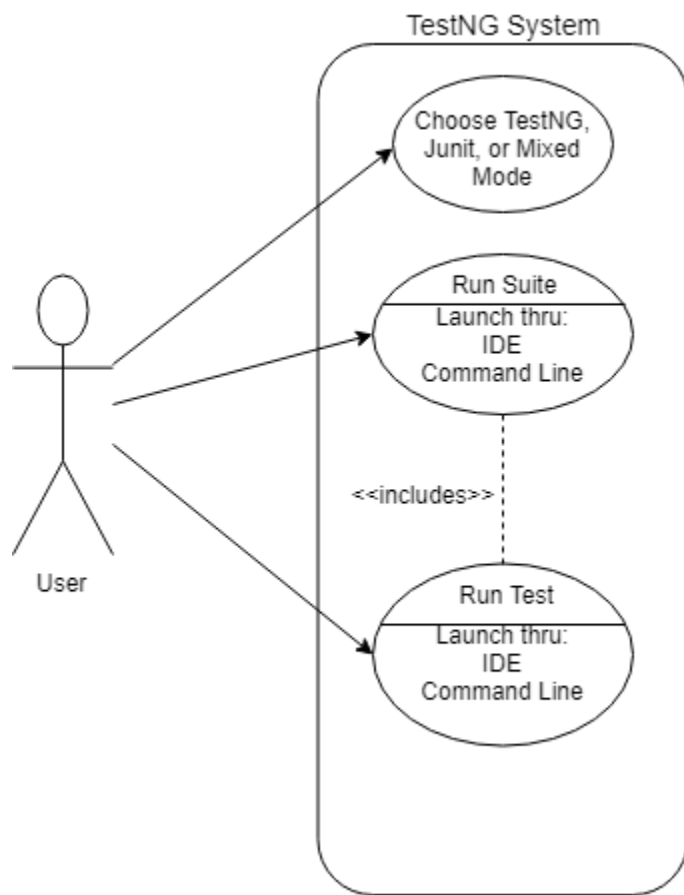 TestNG System
Choose TestNG,
Junit, or Mixed
Mode
Run Suite
Launch thru:
IDE
Command Line
<<includes>>
User
Run Test
Launch thru:
IDE
Command Line